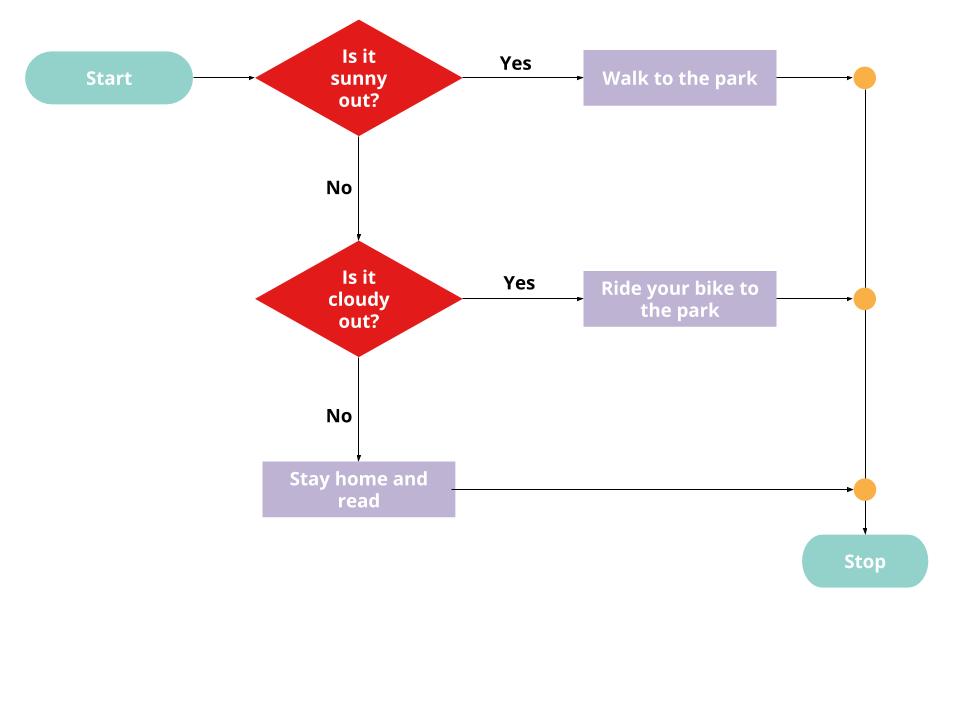 Start
Is it
sunny
out?
Yes
Walk to the park
No
Is it
cloudy
out?
Yes
Ride your bike to
the park
No
Stay home and
read
Stop